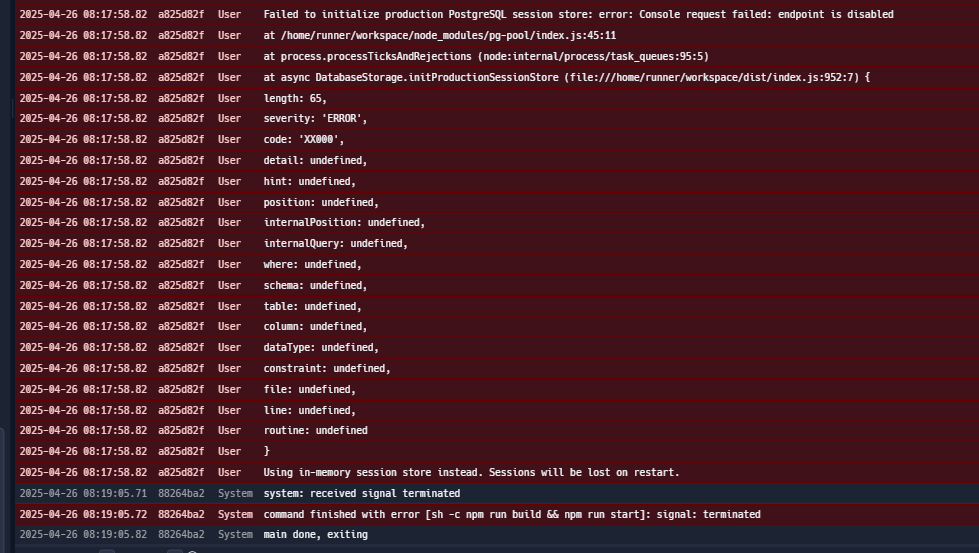 2025-04-26 08:17:58.82 a825d82f User Failed to initialize production PostgreSQL session store: error: Console request failed: endpoint is disabled
2025-04-26 08:17:58.82 a825d82f User at /home/runner/workspace/node_modules/pg-pool/index.js:45:11
2025-04-26 08:17:58.82 a825d82f User at process.processTicksAndRejections (node:internal/process/task_queues:95:5)
2025-04-26 08:17:58.82 a825d82f User at async DatabaseStorage.initProductionSessionStore (file:///home/runner/workspace/dist/index.js:952:7) {
2025-04-26 08:17:58.82 a825d82f User length: 65,
2025-04-26 08:17:58.82 a825d82f User severity: 'ERROR',
2025-04-26 08:17:58.82 a825d82f User code: 'XX000',
2025-04-26 08:17:58.82 a825d82f User detail: undefined,
2025-04-26 08:17:58.82 a825d82f User hint: undefined,
2025-04-26 08:17:58.82 a825d82f User position: undefined,
2025-04-26 08:17:58.82 a825d82f User internalPosition: undefined,
2025-04-26 08:17:58.82 a825d82f User internalQuery: undefined,
2025-04-26 08:17:58.82 a825d82f User where: undefined,
2025-04-26 08:17:58.82 a825d82f User schema: undefined,
2025-04-26 08:17:58.82 a825d82f User table: undefined,
2025-04-26 08:17:58.82 a825d82f User column: undefined,
2025-04-26 08:17:58.82 a825d82f User dataType: undefined,
2025-04-26 08:17:58.82 a825d82f User constraint: undefined,
2025-04-26 08:17:58.82 a825d82f User file: undefined,
2025-04-26 08:17:58.82 a825d82f User line: undefined,
2025-04-26 08:17:58.82 a825d82f User routine: undefined
2025-04-26 08:17:58.82 a825d82f User }
2025-04-26 08:17:58.82 a825d82f User Using in-memory session store instead. Sessions will be lost on restart.
2025-04-26 08:19:05.71 88264ba2 System system: received signal terminated
2025-04-26 08:19:05.72 88264ba2 System command finished with error [sh -c npm run build && npm run start]: signal: terminated
2025-04-26 08:19:05.82 88264ba2 System main done, exiting